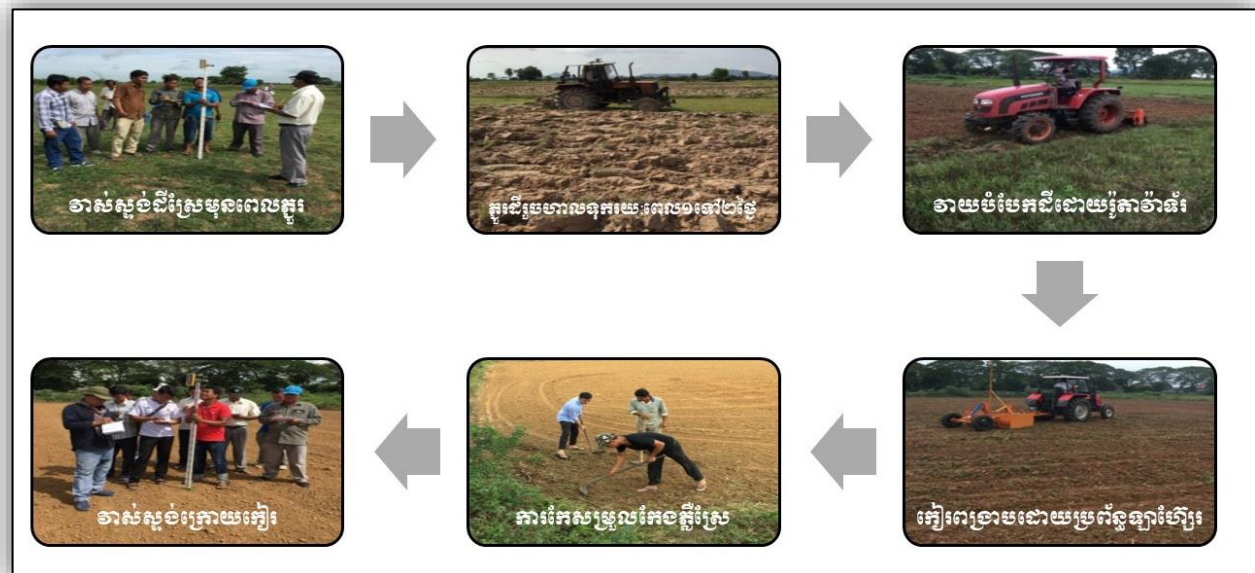 វាស់ស្ទង់ដីស្រែមុនពេលភ្ជួរ
ភ្ជួរដីរួចហាលទុករយៈពេល១ទៅ២ថ្ងៃ
វាយបំបែកដីដោយរ៉ូតាវ៉ាទ័រ
កៀរពង្រាបដោយប្រព័ន្ធឡាហ៊្សែរ
ការកែសម្រួលកែងភ្លឺស្រែ
វាស់ស្ទង់ក្រោយកៀរ